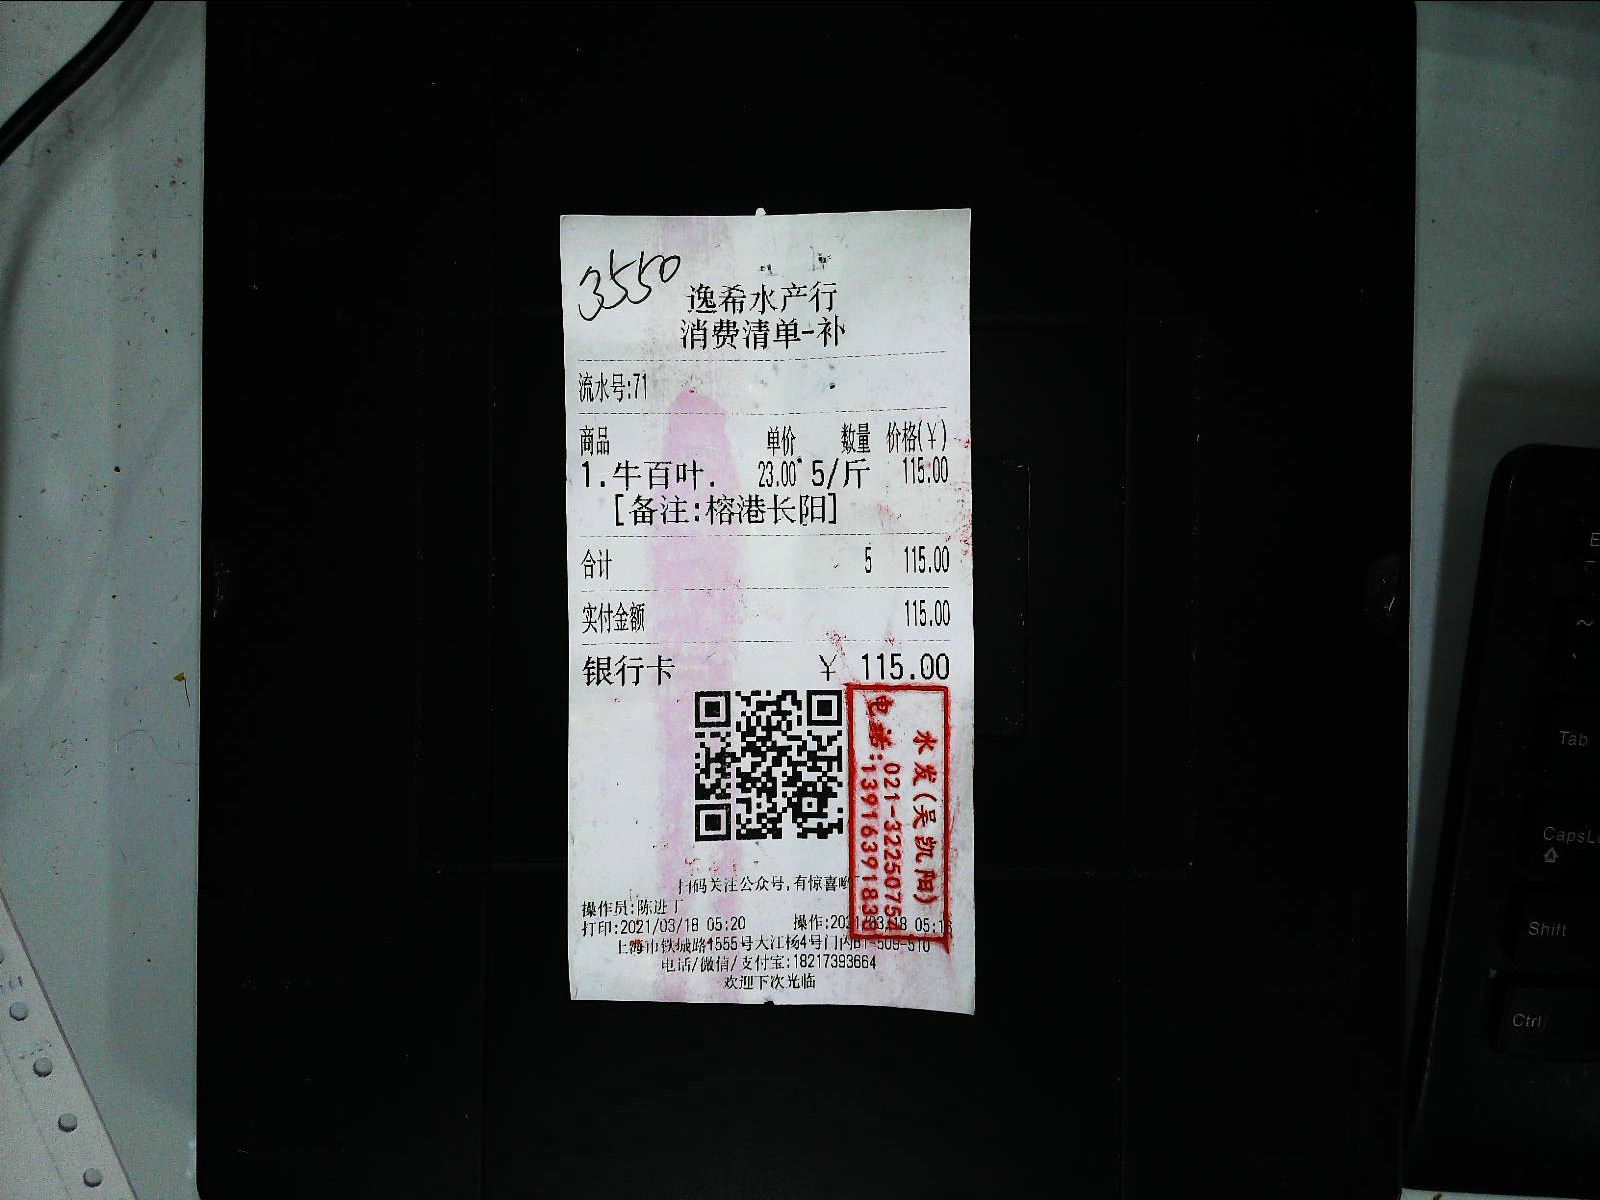 3550
逸希水产行
消费清单-补
流水号:71
商品 单价 数量 价格(¥)
1.牛百叶. 23.00 5/斤 115.00
[备注:榕港长阳]
合计 5 115.00
实付金额 115.00
银行卡 ¥ 115.00
水发(吴凯阳)
电话:021-3225075
13916391839
扫码关注公众号,有惊喜哟
操作员:陈进广
打印:2021/03/18 05:20 操作:2021/03/18 05:16
上海市铁城路1555号大江杨4号门内B1-509-510
电话/微信/支付宝:18217393664
欢迎下次光临
Tab
CapsL
Shift
Ctrl